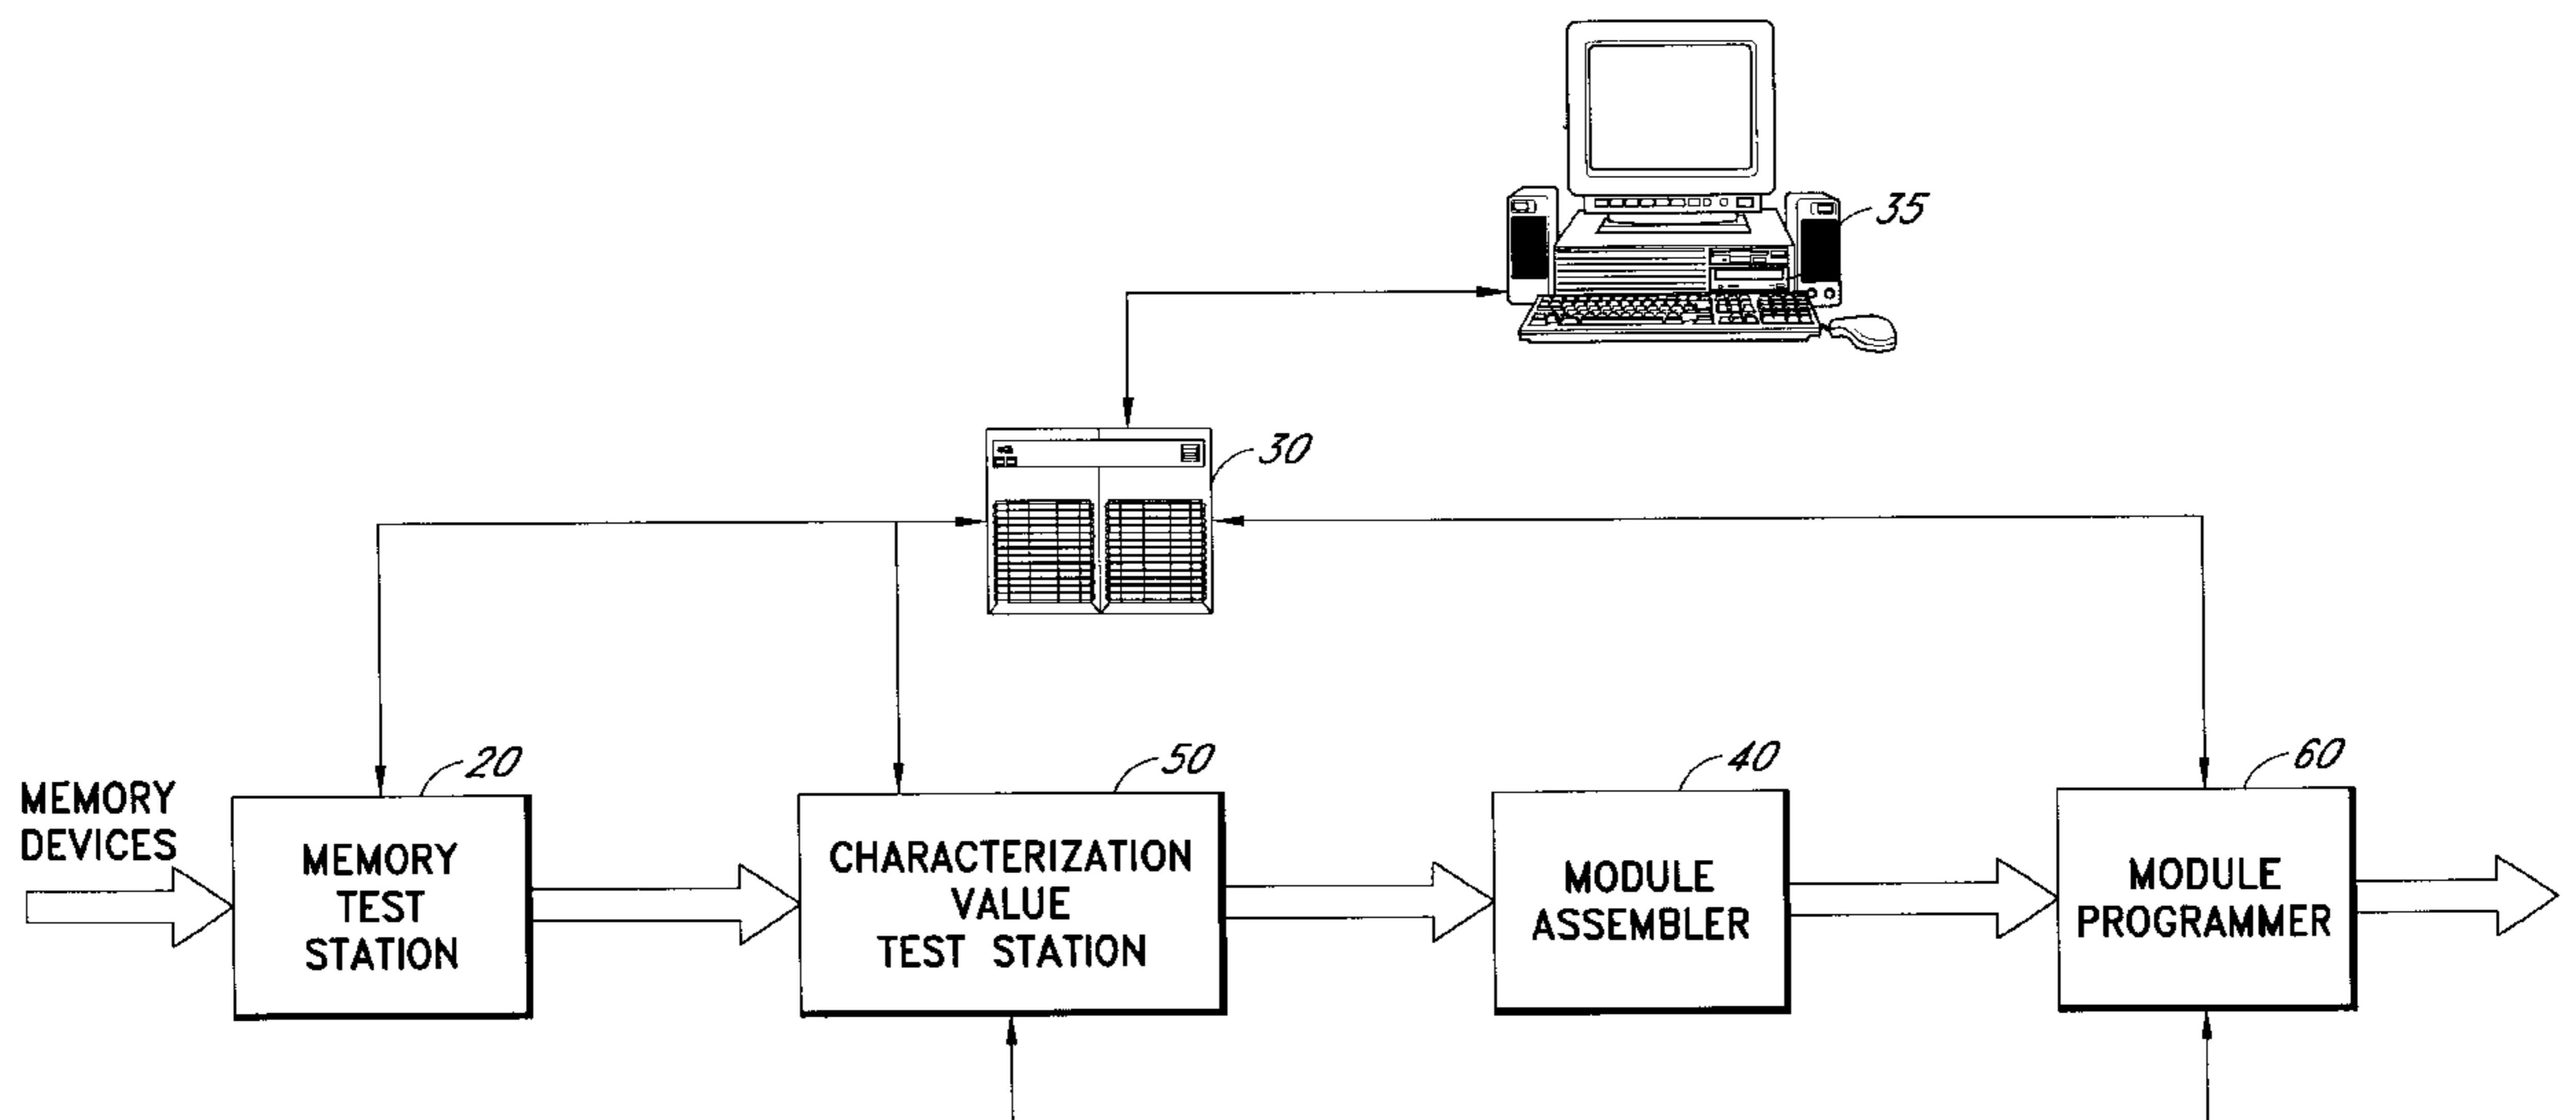 35
30
20
50
40
60
MEMORY
DEVICES
MEMORY
TEST
STATION
CHARACTERIZATION
VALUE
TEST STATION
MODULE
ASSEMBLER
MODULE
PROGRAMMER